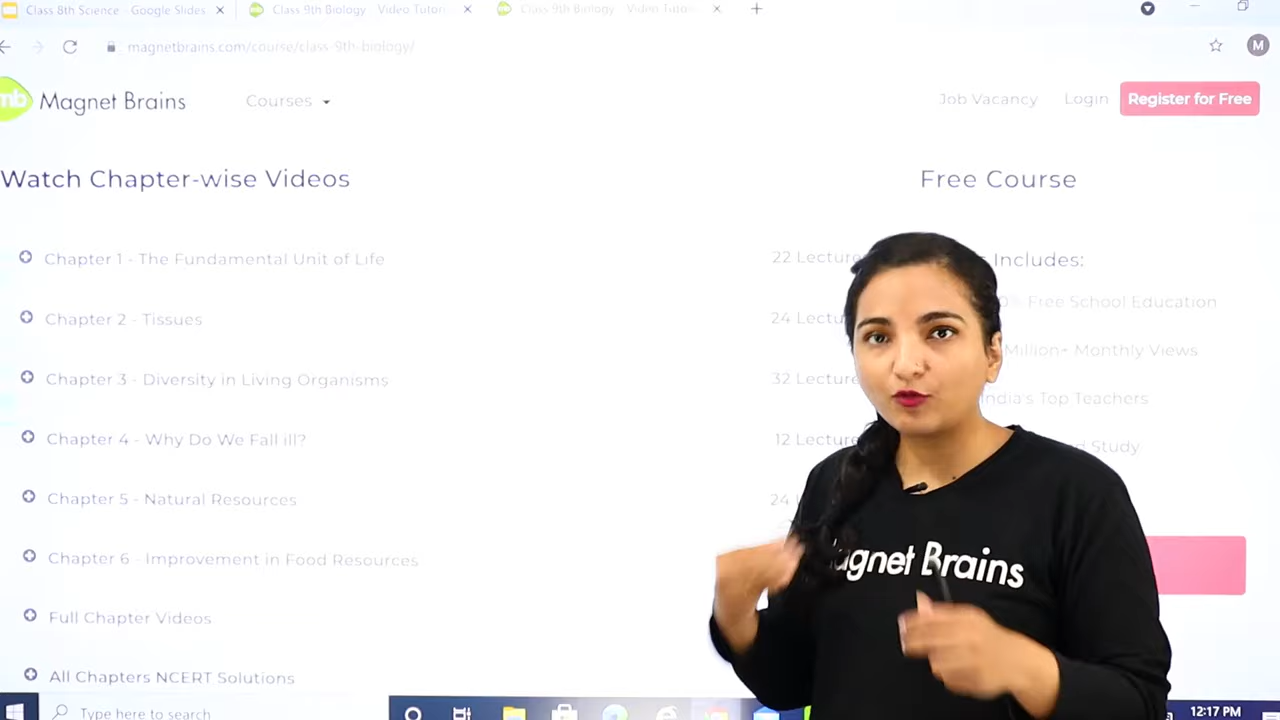 Class 8th Science - Google Slides
Class 9th Biology - Video Tutori
Class 9th Biology - Video Tutori
magnetbrains.com/course/class-9th-biology/
M
mb Magnet Brains
Courses
Job Vacancy
Login
Register for Free
Watch Chapter-wise Videos
Free Course
Chapter 1 - The Fundamental Unit of Life
22 Lecture
Includes:
Chapter 2 - Tissues
24 Lectu
0% Free School Education
Million+ Monthly Views
Chapter 3 - Diversity in Living Organisms
32 Lecture
India's Top Teachers
Chapter 4 - Why Do We Fall ill?
12 Lecture
d Study
Chapter 5 - Natural Resources
24
Chapter 6 - Improvement in Food Resources
agnet Brains
Full Chapter Videos
All Chapters NCERT Solutions
Type here to search
12:17 PM